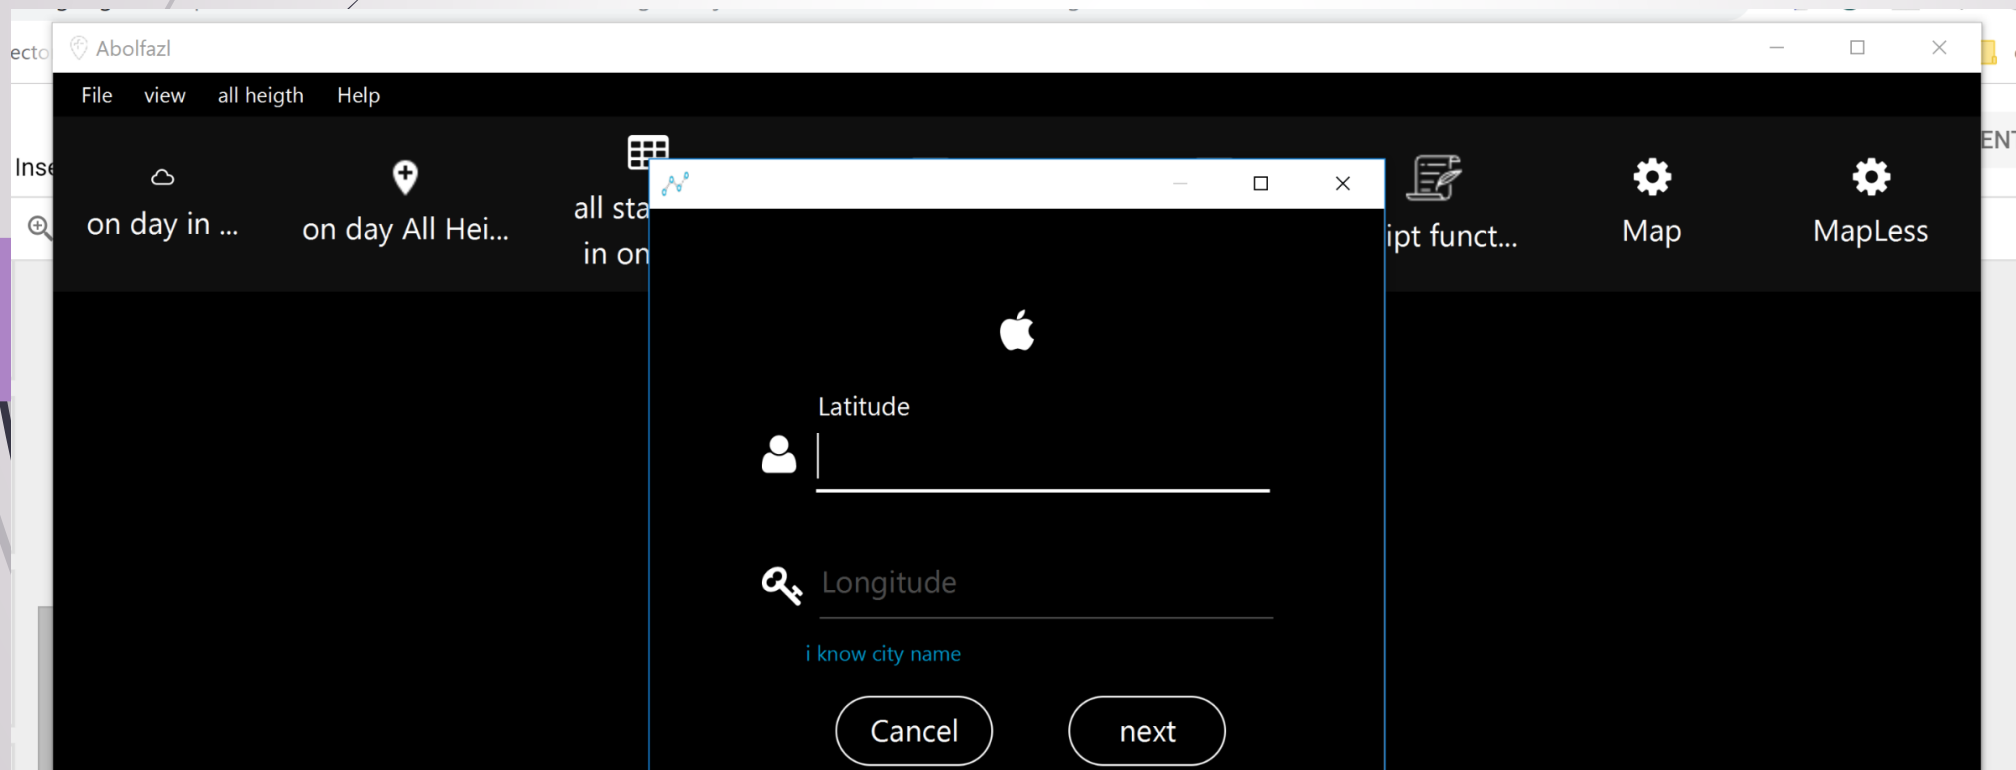 Abolfazl
File view all heigth Help
on day in ...
on day All Hei...
all sta
in on
ipt funct...
Map
MapLess
Inse
ecto
ENT
Latitude
Longitude
i know city name
Cancel next